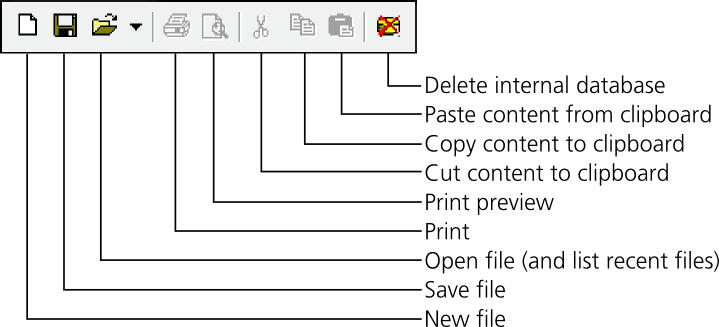 Delete internal database
Paste content from clipboard
Copy content to clipboard
Cut content to clipboard
Print preview
Print
Open file (and list recent files)
Save file
New file